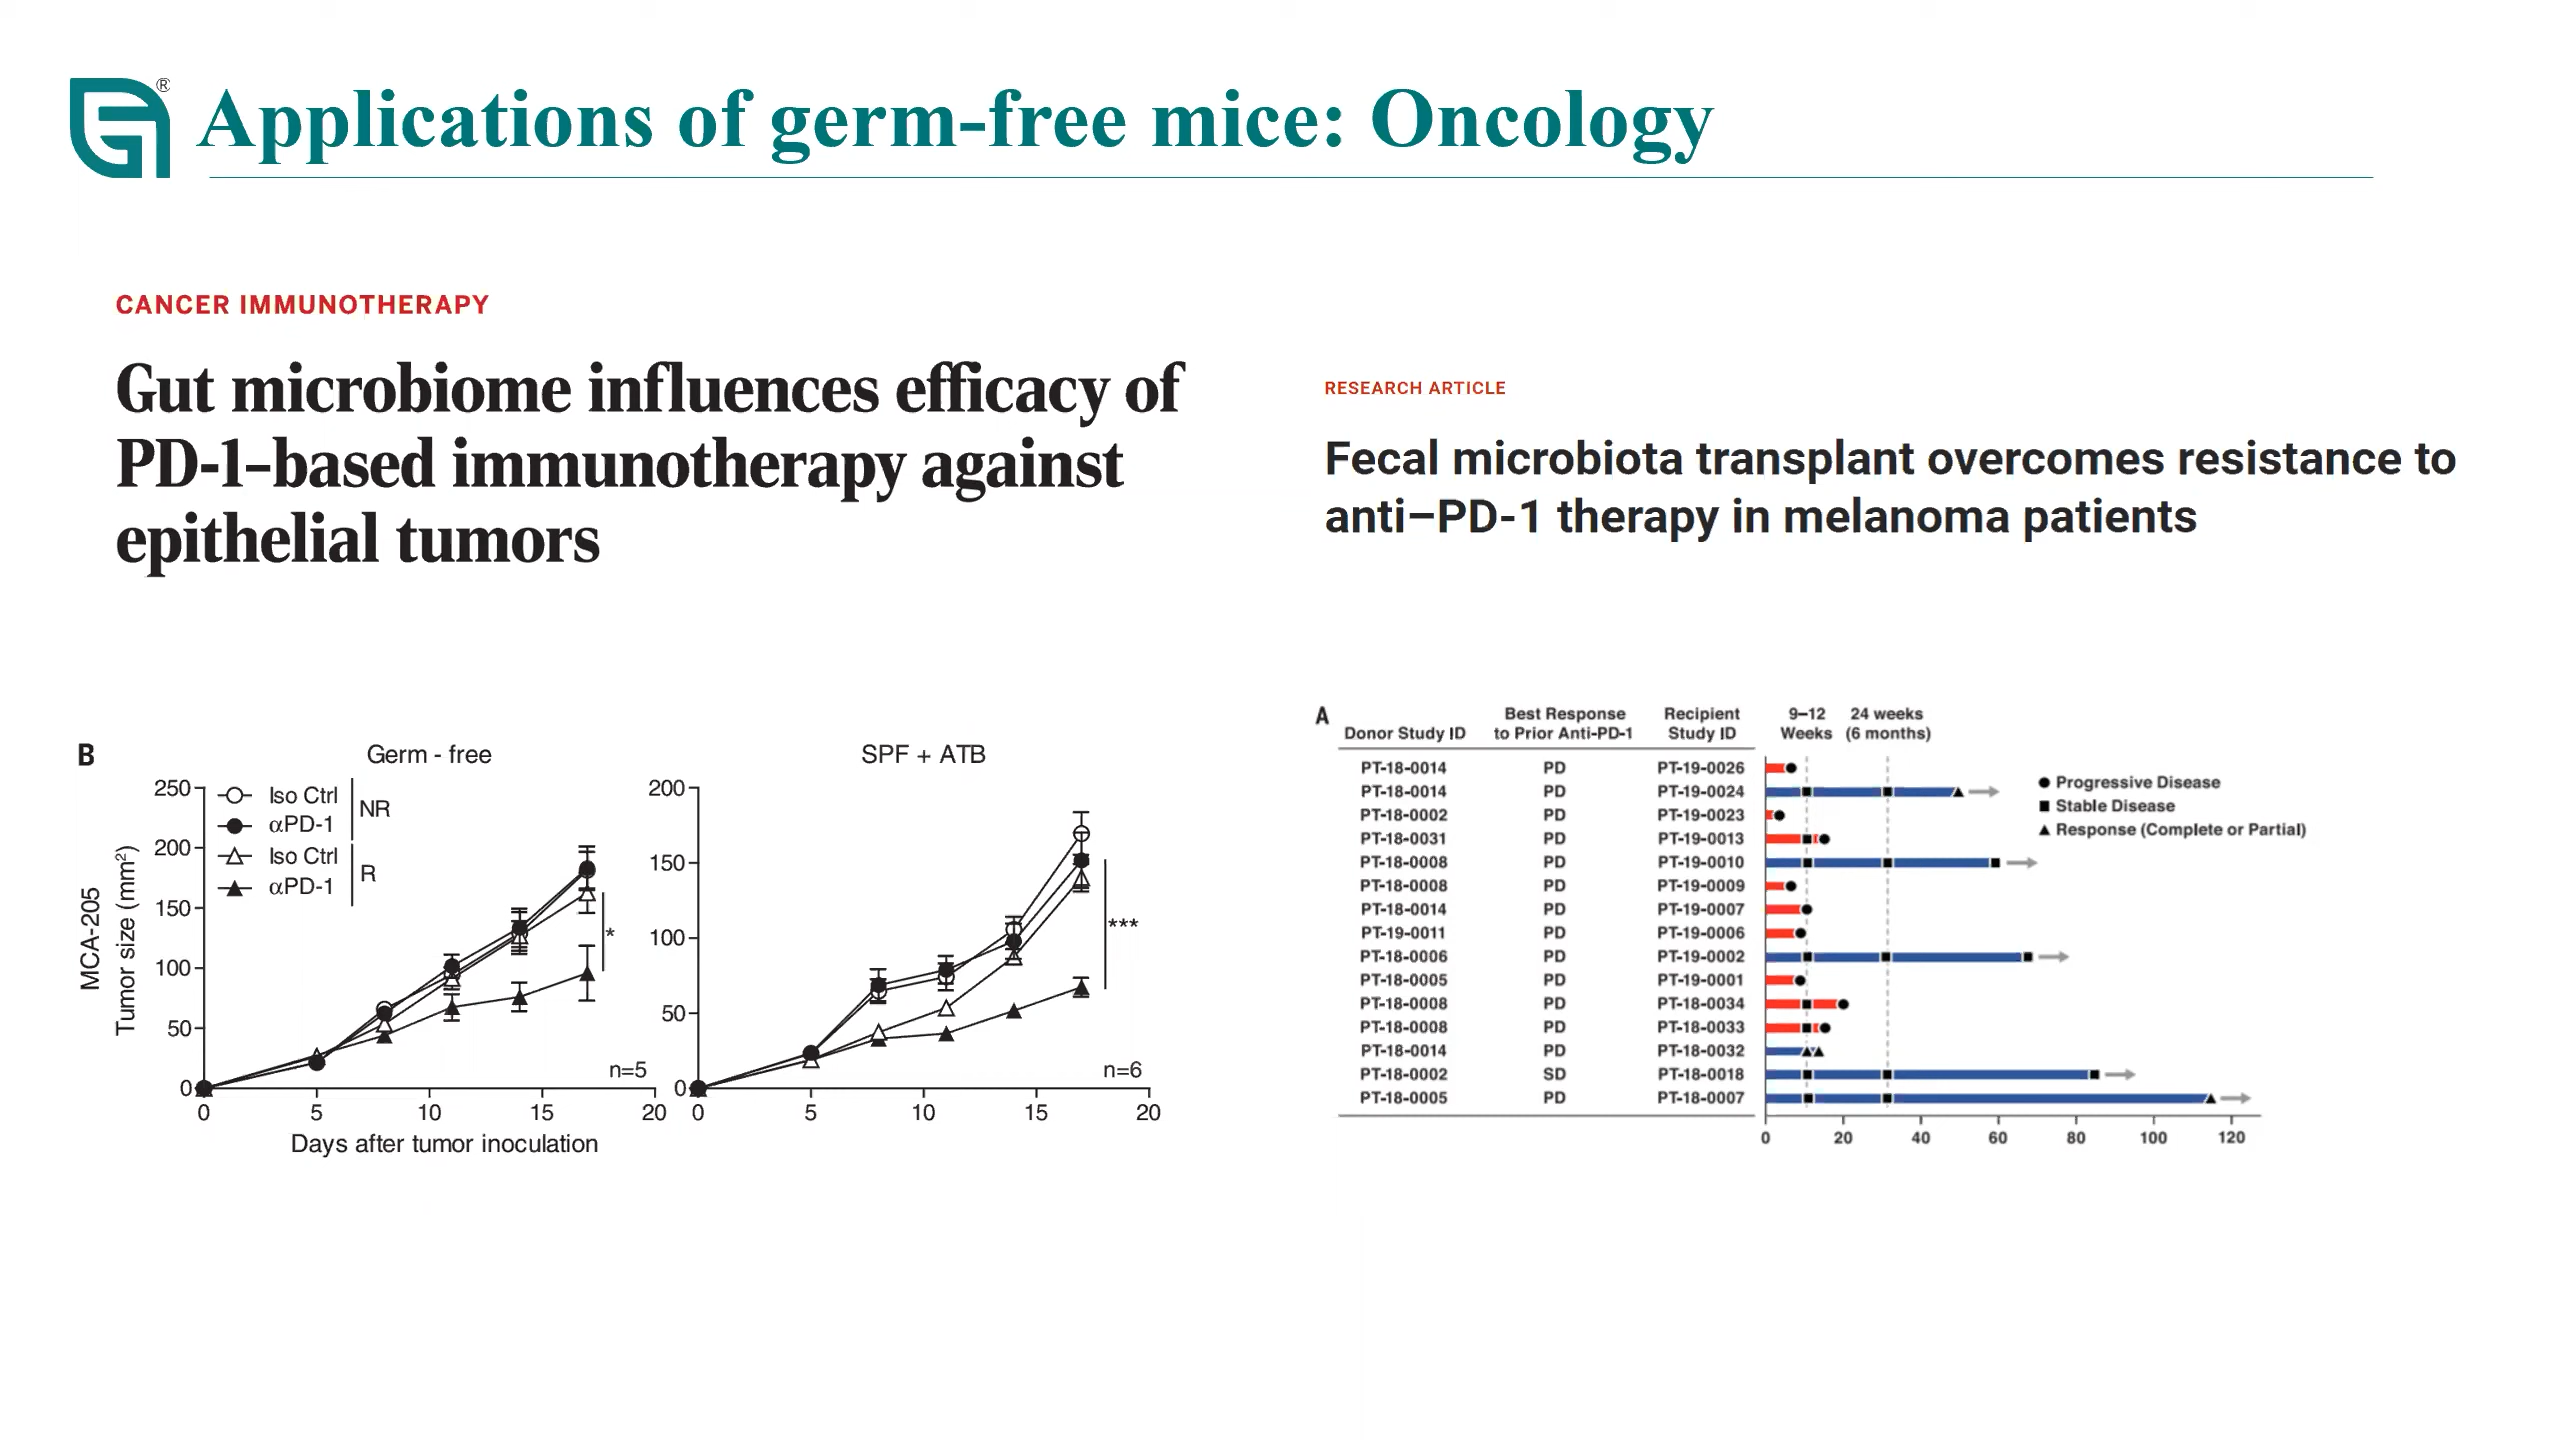 ® Applications of germ-free mice: Oncology
CANCER IMMUNOTHERAPY
Gut microbiome influences efficacy of
PD-1–based immunotherapy against
epithelial tumors
RESEARCH ARTICLE
Fecal microbiota transplant overcomes resistance to
anti–PD-1 therapy in melanoma patients
B
Germ - free
MCA-205
Tumor size (mm²)
250
200
150
100
50
0
Iso Ctrl
αPD-1
NR
Iso Ctrl
αPD-1
R
*
n=5
0 5 10 15 20
Days after tumor inoculation
SPF + ATB
200
150
100
50
0
***
n=6
0 5 10 15 20
A
Donor Study ID
Best Response
to Prior Anti-PD-1
Recipient
Study ID
9–12
Weeks
24 weeks
(6 months)
PT-18-0014 PD PT-19-0026
PT-18-0014 PD PT-19-0024
PT-18-0002 PD PT-19-0023
PT-18-0031 PD PT-19-0013
PT-18-0008 PD PT-19-0010
PT-18-0008 PD PT-19-0009
PT-18-0014 PD PT-19-0007
PT-19-0011 PD PT-19-0006
PT-18-0006 PD PT-19-0002
PT-18-0005 PD PT-19-0001
PT-18-0008 PD PT-18-0034
PT-18-0008 PD PT-18-0033
PT-18-0014 PD PT-18-0032
PT-18-0002 SD PT-18-0018
PT-18-0005 PD PT-18-0007
Progressive Disease
Stable Disease
Response (Complete or Partial)
0 20 40 60 80 100 120